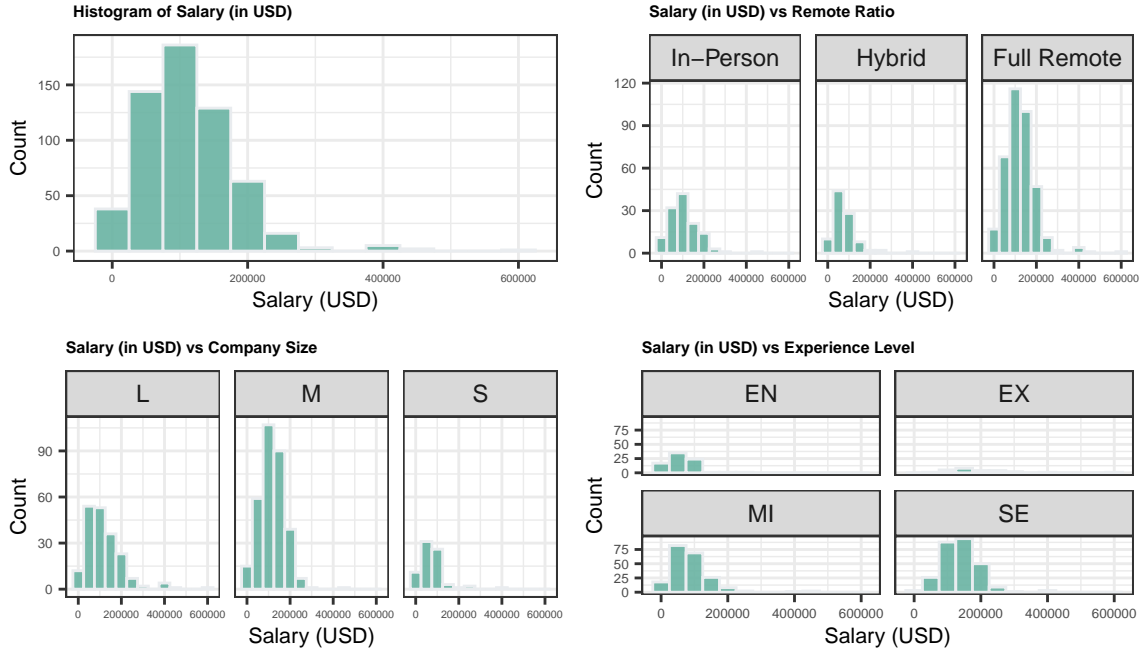 Histogram of Salary (in USD)
Count
150
100
50
0
0 200000 400000 600000
Salary (USD)
Salary (in USD) vs Remote Ratio
In−Person Hybrid Full Remote
Count
120
90
60
30
0
0 200000 400000 600000 0 200000 400000 600000 0 200000 400000 600000
Salary (USD)
Salary (in USD) vs Company Size
L M S
Count
90
60
30
0
0 200000 400000 600000 0 200000 400000 600000 0 200000 400000 600000
Salary (USD)
Salary (in USD) vs Experience Level
EN EX
75
50
25
0
Count
MI SE
75
50
25
0
0 200000 400000 600000 0 200000 400000 600000
Salary (USD)